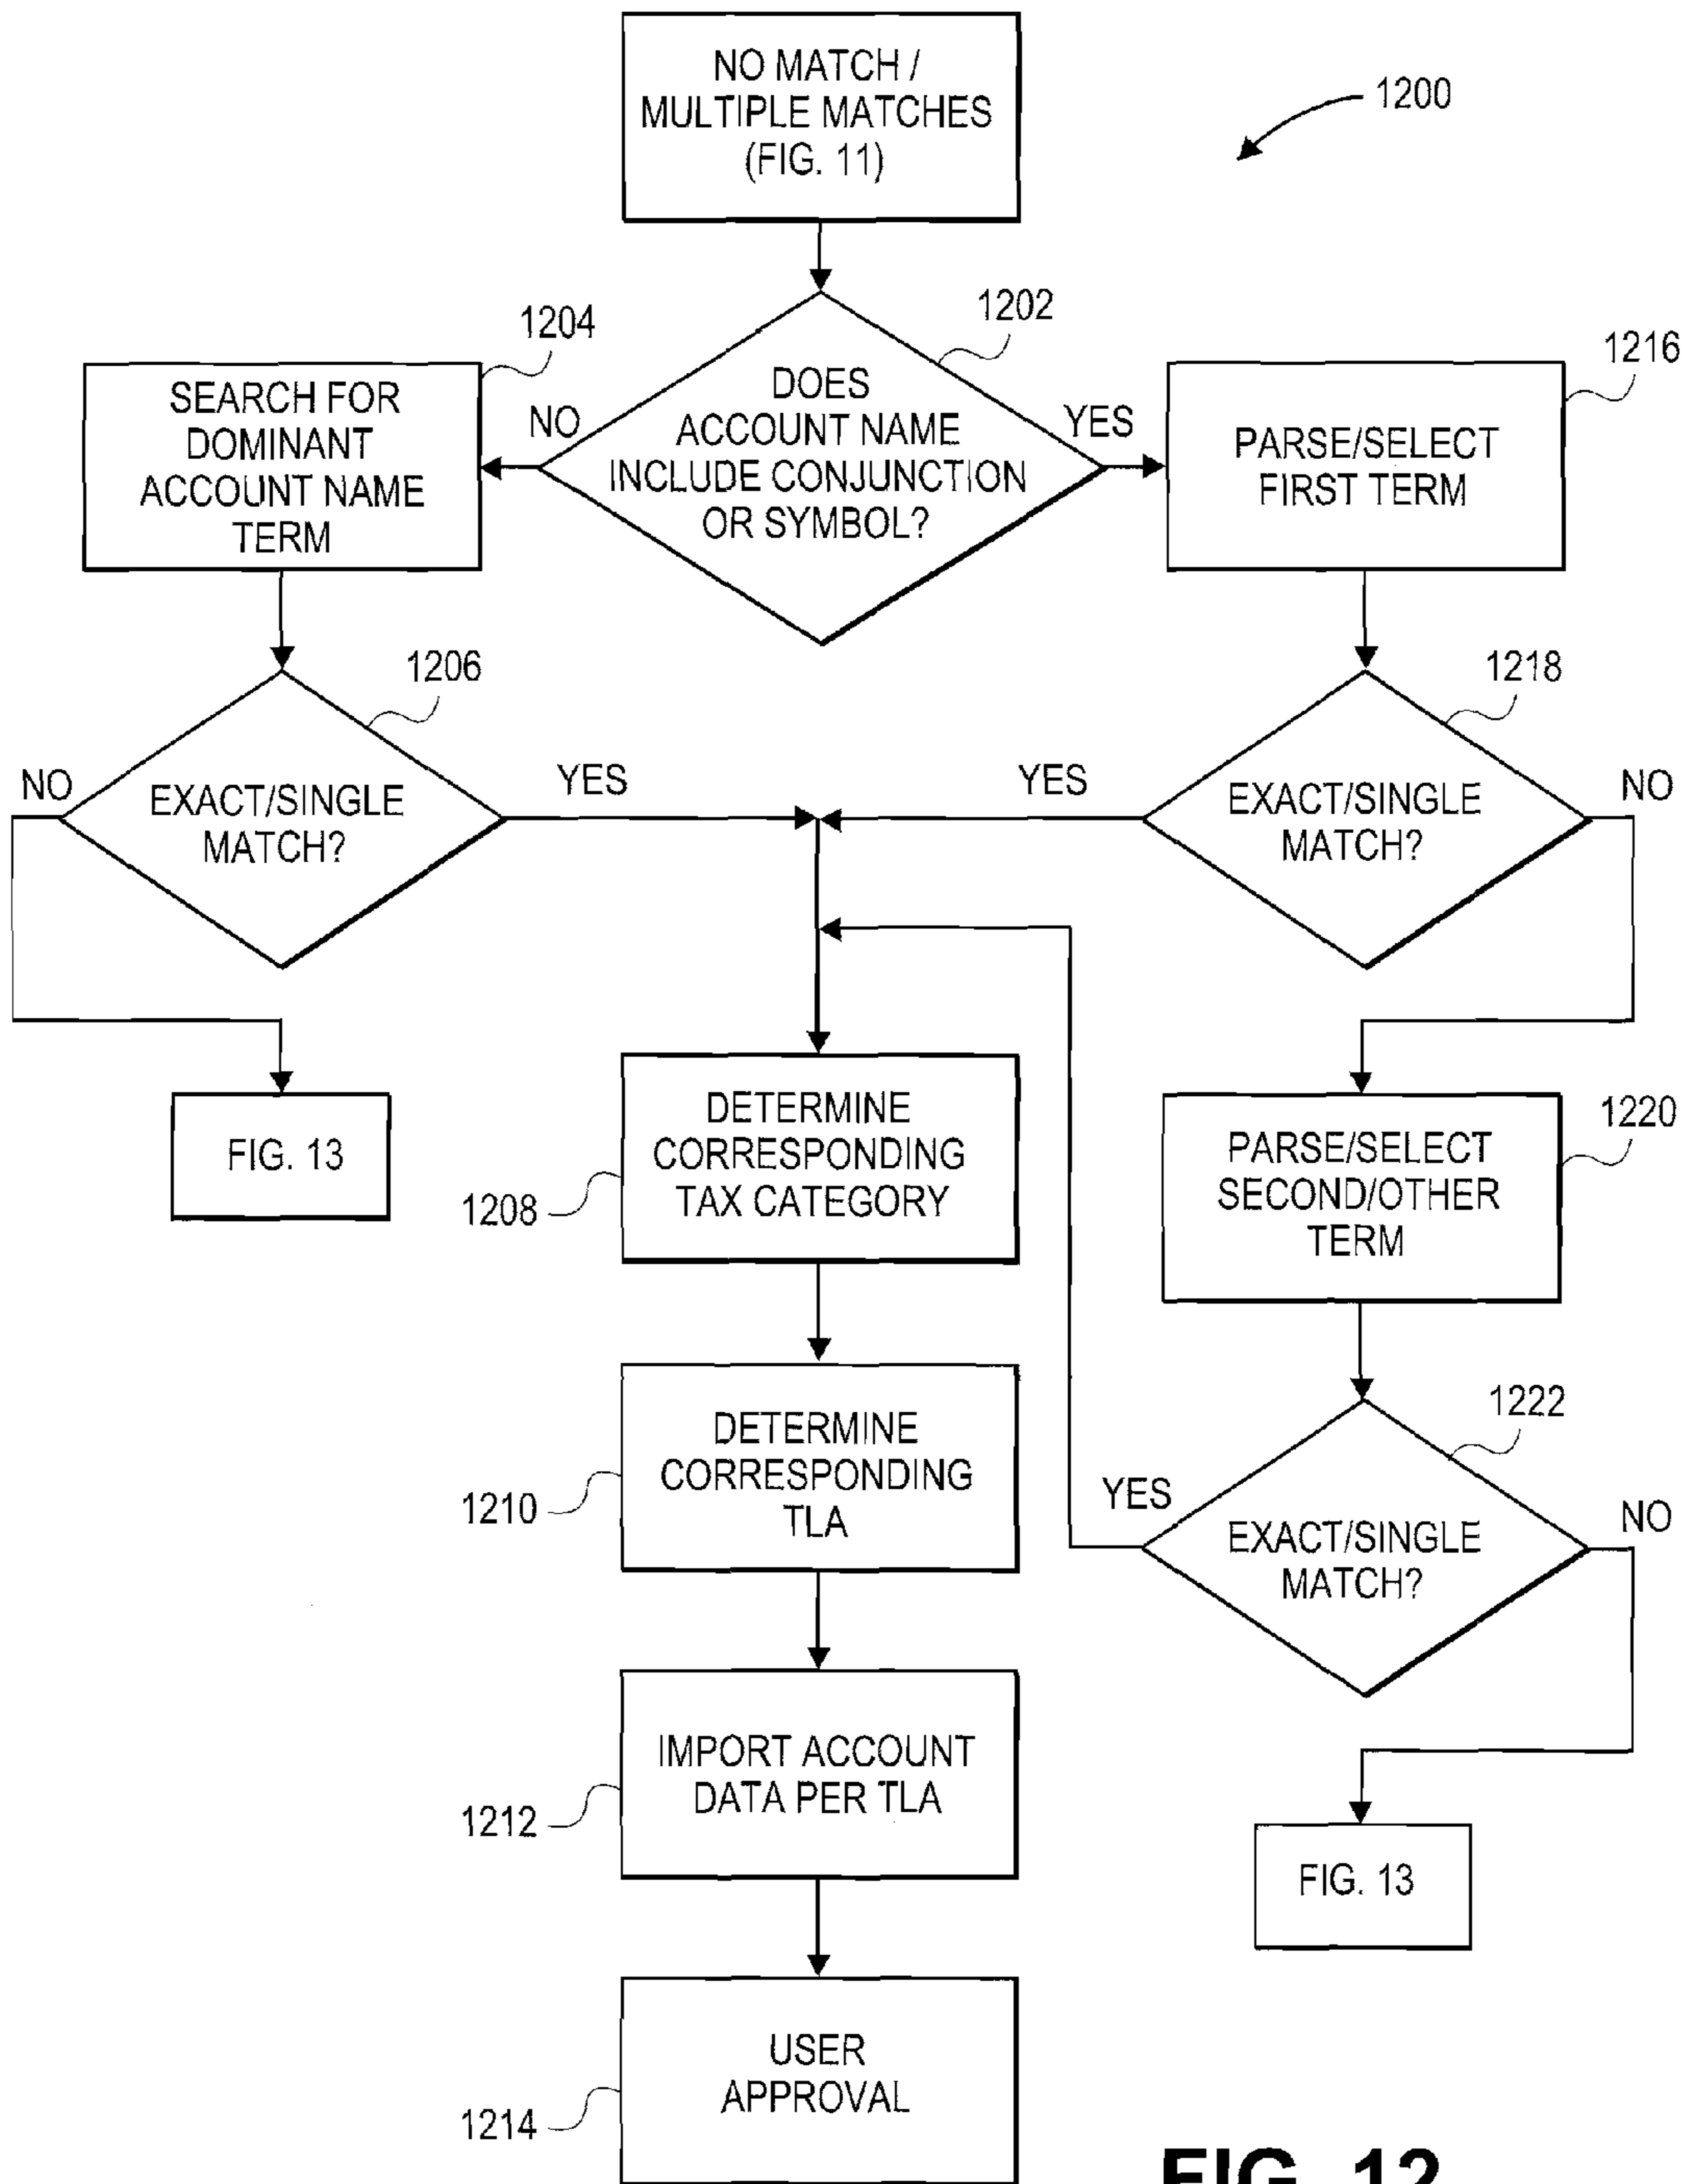 NO MATCH /
MULTIPLE MATCHES
(FIG. 11)
1200
1202
DOES
ACCOUNT NAME
INCLUDE CONJUNCTION
OR SYMBOL?
NO
YES
1204
SEARCH FOR
DOMINANT
ACCOUNT NAME
TERM
1216
PARSE/SELECT
FIRST TERM
1206
EXACT/SINGLE
MATCH?
NO
YES
1218
EXACT/SINGLE
MATCH?
YES
NO
FIG. 13
DETERMINE
CORRESPONDING
TAX CATEGORY
1208
1220
PARSE/SELECT
SECOND/OTHER
TERM
DETERMINE
CORRESPONDING
TLA
1210
1222
EXACT/SINGLE
MATCH?
YES
NO
IMPORT ACCOUNT
DATA PER TLA
1212
FIG. 13
USER
APPROVAL
1214
FIG. 12